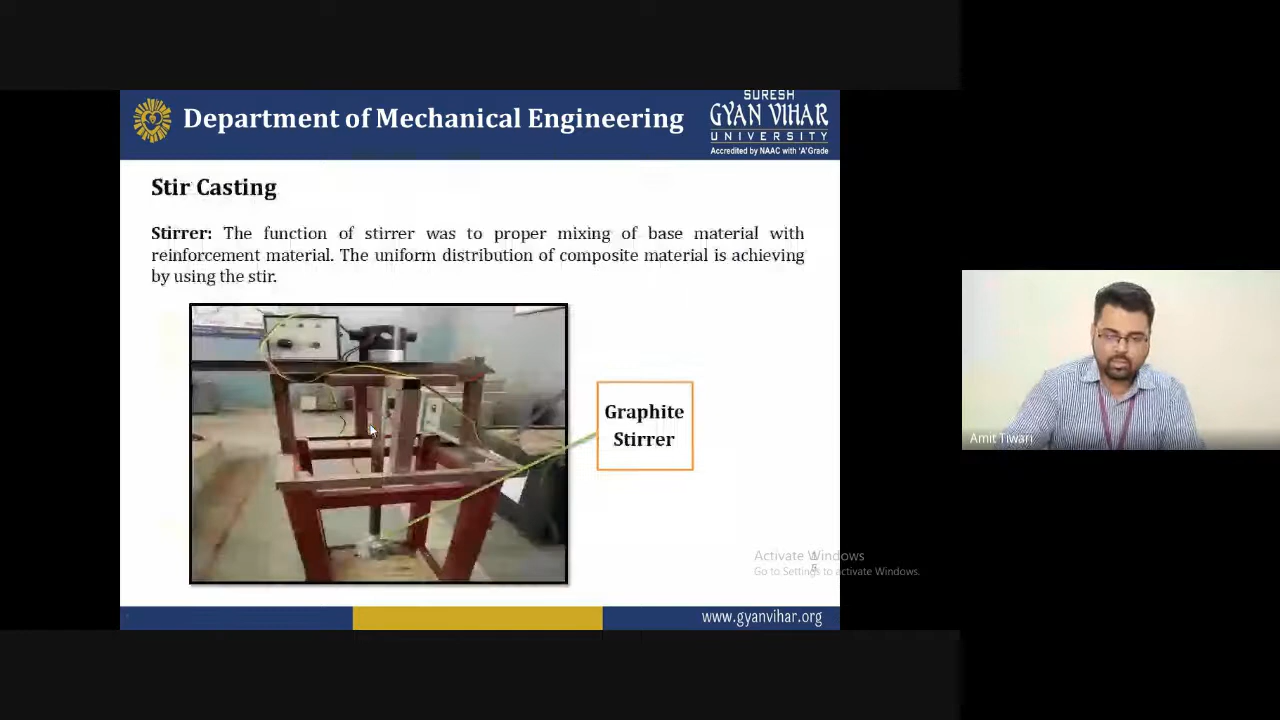 Department of Mechanical Engineering
SURESH
GYAN VIHAR
UNIVERSITY
Accredited by NAAC with 'A' Grade
Stir Casting
Stirrer: The function of stirrer was to proper mixing of base material with
reinforcement material. The uniform distribution of composite material is achieving
by using the stir.
Graphite
Stirrer
Amit Tiwari
Activate Windows
Go to Settings to activate Windows.
www.gyanvihar.org